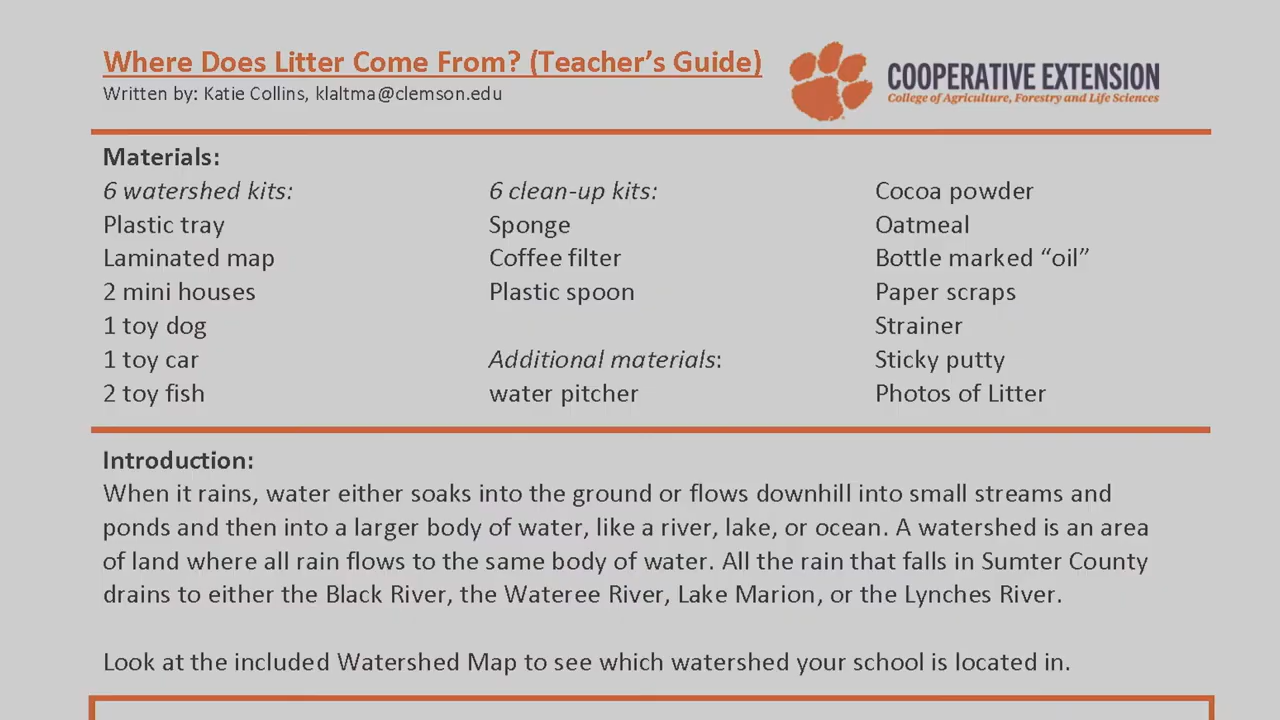 Where Does Litter Come From? (Teacher's Guide)
Written by: Katie Collins, klaltma@clemson.edu
COOPERATIVE EXTENSION
College of Agriculture, Forestry and Life Sciences
Materials:
6 watershed kits:
Plastic tray
Laminated map
2 mini houses
1 toy dog
1 toy car
2 toy fish
6 clean-up kits:
Sponge
Coffee filter
Plastic spoon
Additional materials:
water pitcher
Cocoa powder
Oatmeal
Bottle marked “oil”
Paper scraps
Strainer
Sticky putty
Photos of Litter
Introduction:
When it rains, water either soaks into the ground or flows downhill into small streams and
ponds and then into a larger body of water, like a river, lake, or ocean. A watershed is an area
of land where all rain flows to the same body of water. All the rain that falls in Sumter County
drains to either the Black River, the Wateree River, Lake Marion, or the Lynches River.
Look at the included Watershed Map to see which watershed your school is located in.